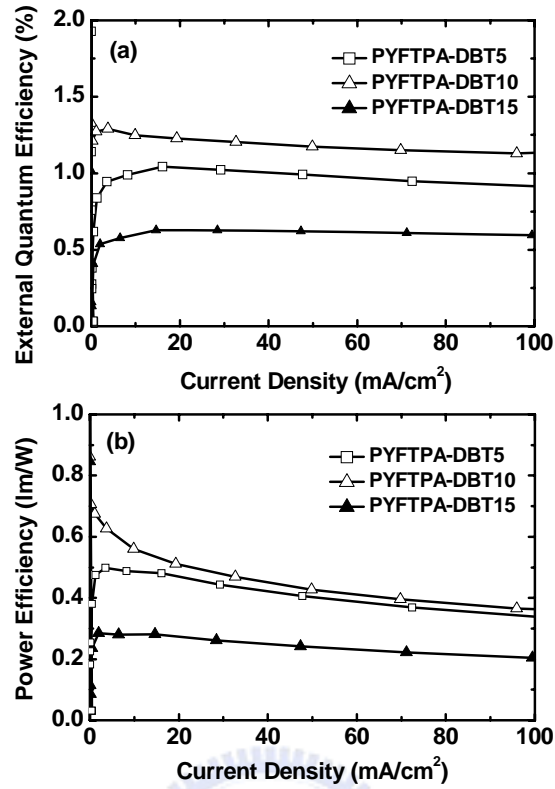 2.0
(a)
PYFTPA-DBT5
PYFTPA-DBT10
PYFTPA-DBT15
1.5
1.0
0.5
0.0
External Quantum Efficiency (%)
0 20 40 60 80 100
Current Density (mA/cm²)
1.0
(b)
PYFTPA-DBT5
PYFTPA-DBT10
PYFTPA-DBT15
0.8
0.6
0.4
0.2
0.0
Power Efficiency (lm/W)
0 20 40 60 80 100
Current Density (mA/cm²)